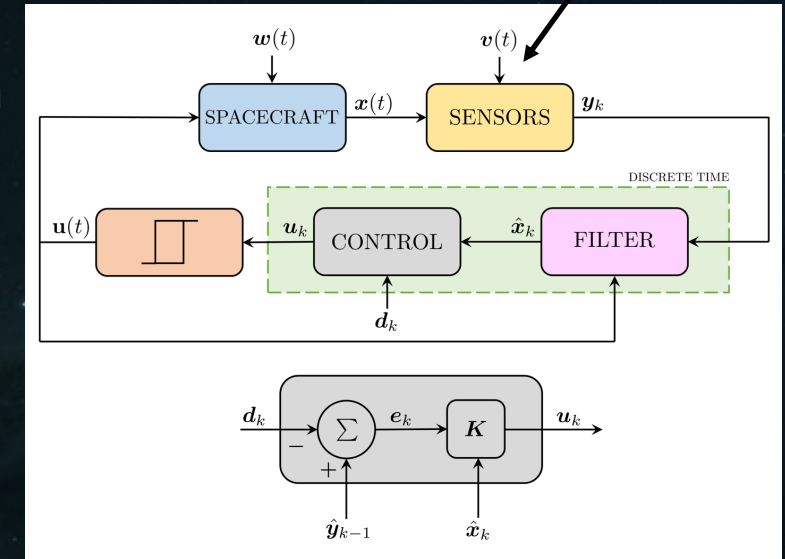 w(t)
v(t)
SPACECRAFT
x(t)
SENSORS
y_k
DISCRETE TIME
u(t)
u_k
CONTROL
x̂_k
FILTER
d_k
d_k
−
+
∑
e_k
K
u_k
ŷ_{k−1}
x̂_k